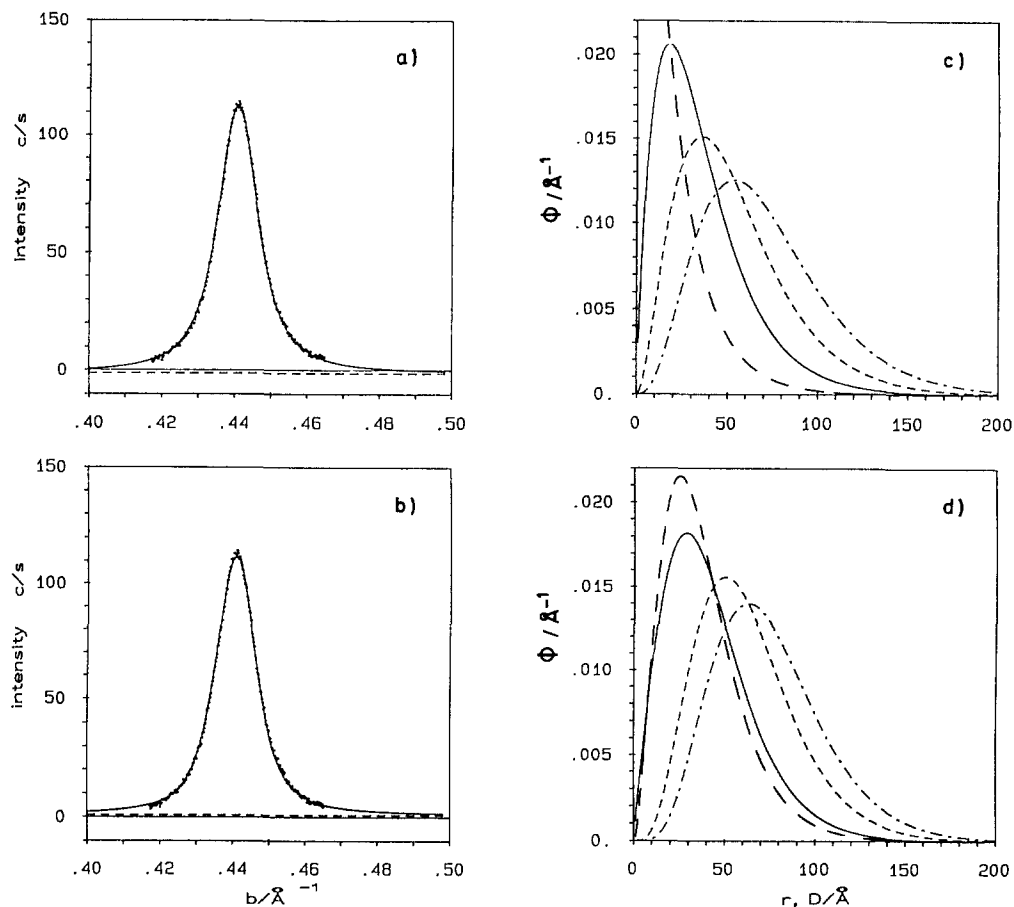 150
100
50
0
Intensity c/s
a)
.40 .42 .44 .46 .48 .50
.020
.015
.010
.005
0.
Φ/Å⁻¹
c)
0 50 100 150 200
150
100
50
0
intensity c/s
b)
.40 .42 .44 .46 .48 .50
b/Å⁻¹
.020
.015
.010
.005
0.
Φ/Å⁻¹
d)
0 50 100 150 200
r, D/Å